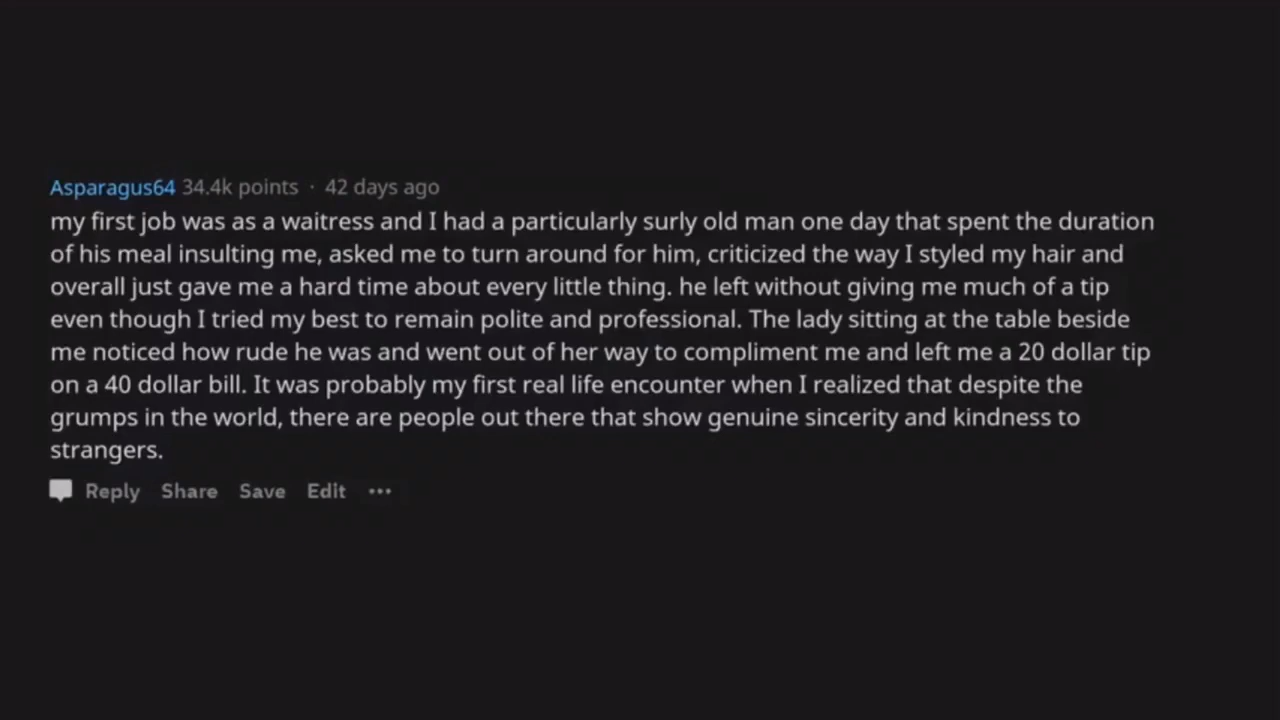 Asparagus64 34.4k points · 42 days ago
my first job was as a waitress and I had a particularly surly old man one day that spent the duration
of his meal insulting me, asked me to turn around for him, criticized the way I styled my hair and
overall just gave me a hard time about every little thing. he left without giving me much of a tip
even though I tried my best to remain polite and professional. The lady sitting at the table beside
me noticed how rude he was and went out of her way to compliment me and left me a 20 dollar tip
on a 40 dollar bill. It was probably my first real life encounter when I realized that despite the
grumps in the world, there are people out there that show genuine sincerity and kindness to
strangers.
Reply Share Save Edit ···